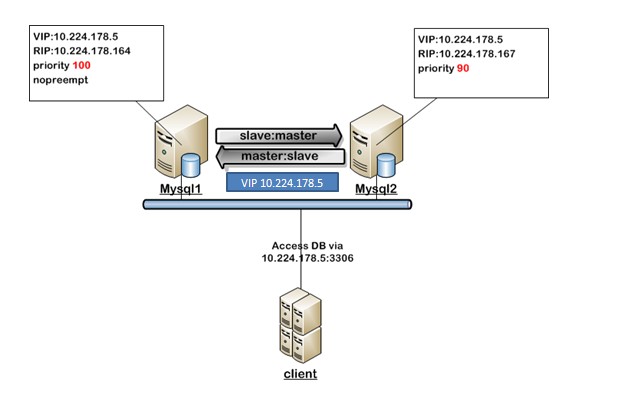 VIP:10.224.178.5
RIP:10.224.178.164
priority 100
nopreempt
VIP:10.224.178.5
RIP:10.224.178.167
priority 90
slave:master
master:slave
VIP 10.224.178.5
Mysql1
Mysql2
Access DB via
10.224.178.5:3306
client